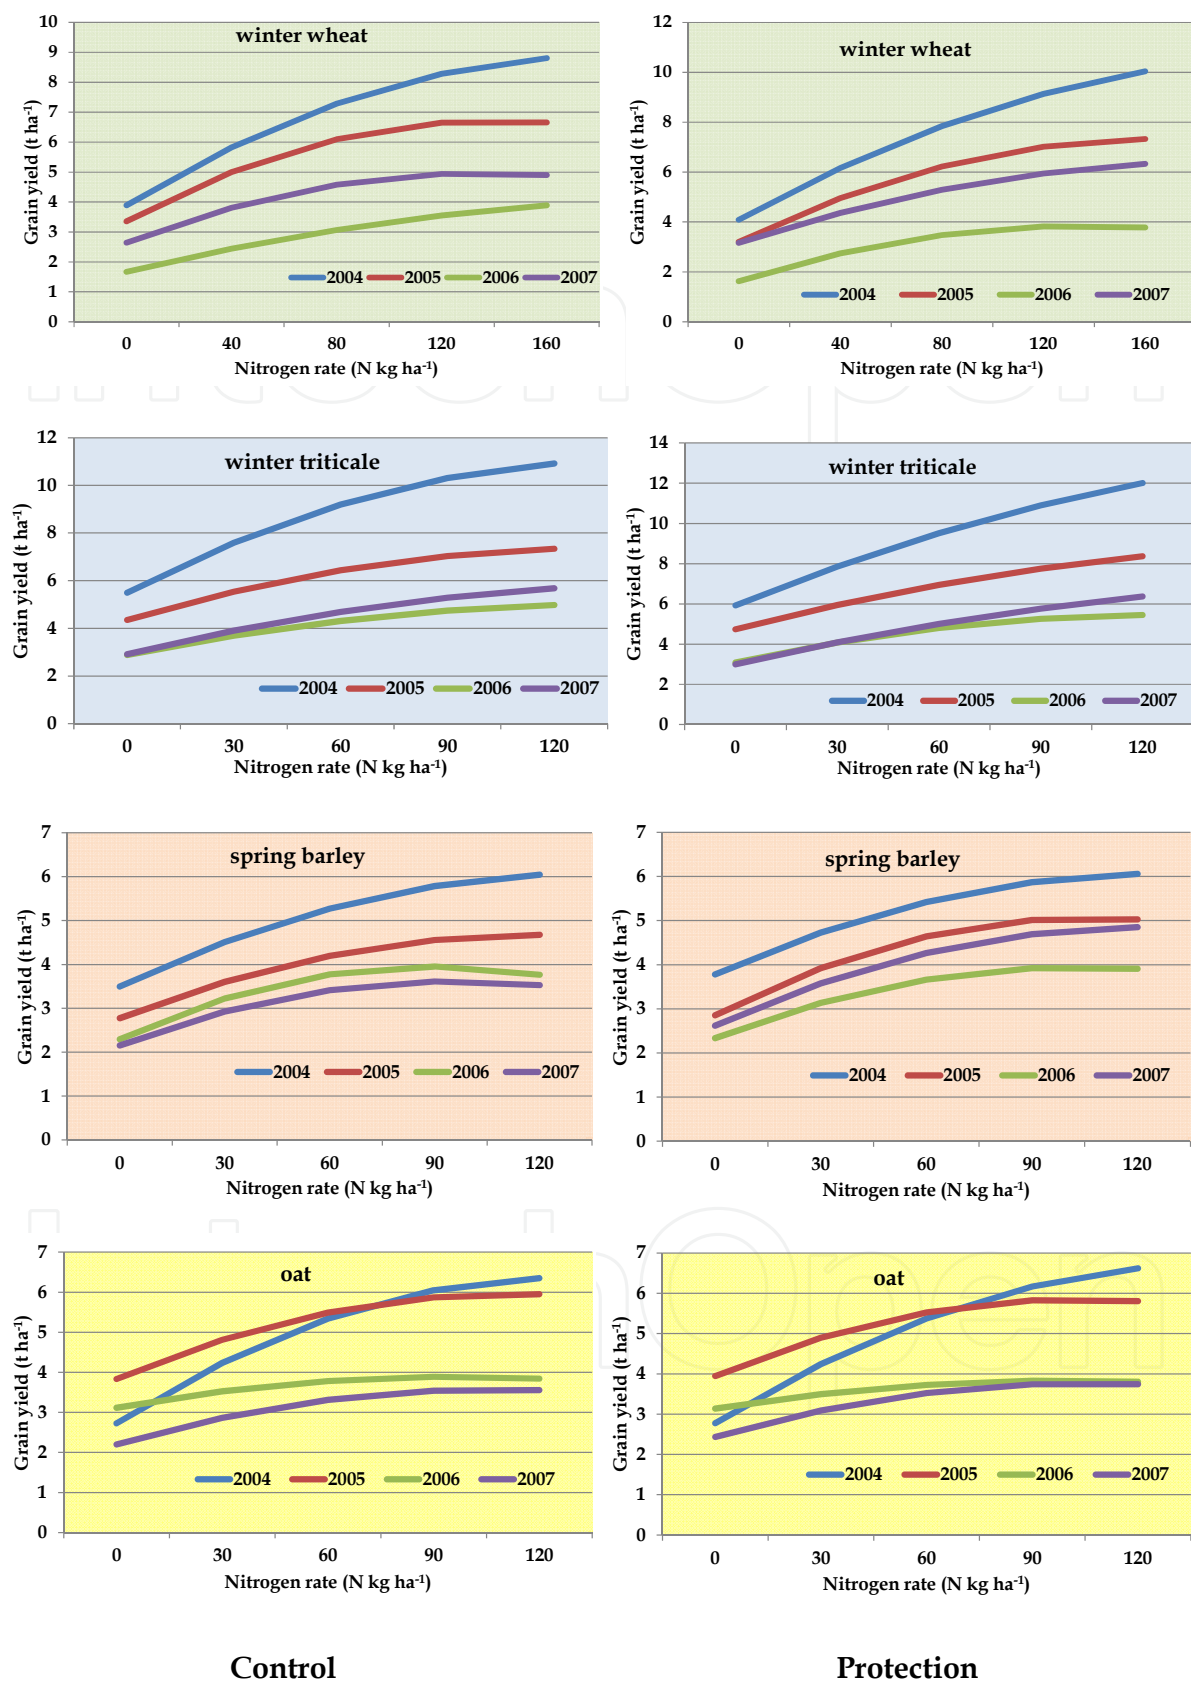 winter wheat
Grain yield (t ha-1)
10
9
8
7
6
5
4
3
2
1
0
2004 2005 2006 2007
0 40 80 120 160
Nitrogen rate (N kg ha-1)
winter wheat
Grain yield (t ha-1)
12
10
8
6
4
2
0
2004 2005 2006 2007
0 40 80 120 160
Nitrogen rate (N kg ha-1)
winter triticale
Grain yield (t ha-1)
12
10
8
6
4
2
0
2004 2005 2006 2007
0 30 60 90 120
Nitrogen rate (N kg ha-1)
winter triticale
Grain yield (t ha-1)
14
12
10
8
6
4
2
0
2004 2005 2006 2007
0 30 60 90 120
Nitrogen rate (N kg ha-1)
spring barley
Grain yield (t ha-1)
7
6
5
4
3
2
1
0
2004 2005 2006 2007
0 30 60 90 120
Nitrogen rate (N kg ha-1)
spring barley
Grain yield (t ha-1)
7
6
5
4
3
2
1
0
2004 2005 2006 2007
0 30 60 90 120
Nitrogen rate (N kg ha-1)
oat
Grain yield (t ha-1)
7
6
5
4
3
2
1
0
2004 2005 2006 2007
0 30 60 90 120
Nitrogen rate (N kg ha-1)
oat
Grain yield (t ha-1)
7
6
5
4
3
2
1
0
2004 2005 2006 2007
0 30 60 90 120
Nitrogen rate (N kg ha-1)
Control
Protection